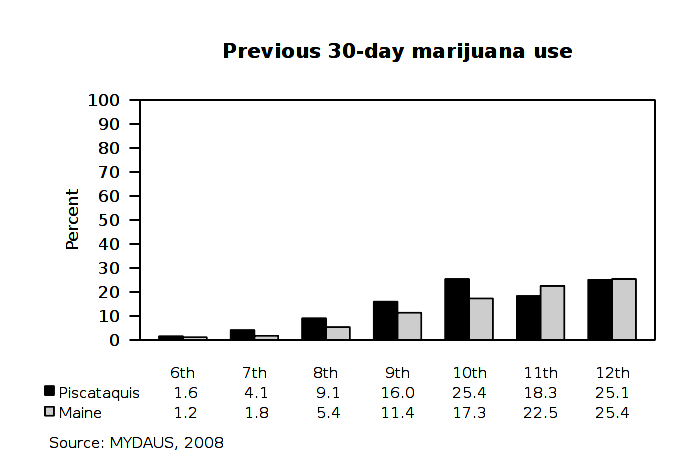 Previous 30-day marijuana use
100
90
80
70
60
50
40
30
20
10
0
Percent
6th 7th 8th 9th 10th 11th 12th
Piscataquis 1.6 4.1 9.1 16.0 25.4 18.3 25.1
Maine 1.2 1.8 5.4 11.4 17.3 22.5 25.4
Source: MYDAUS, 2008